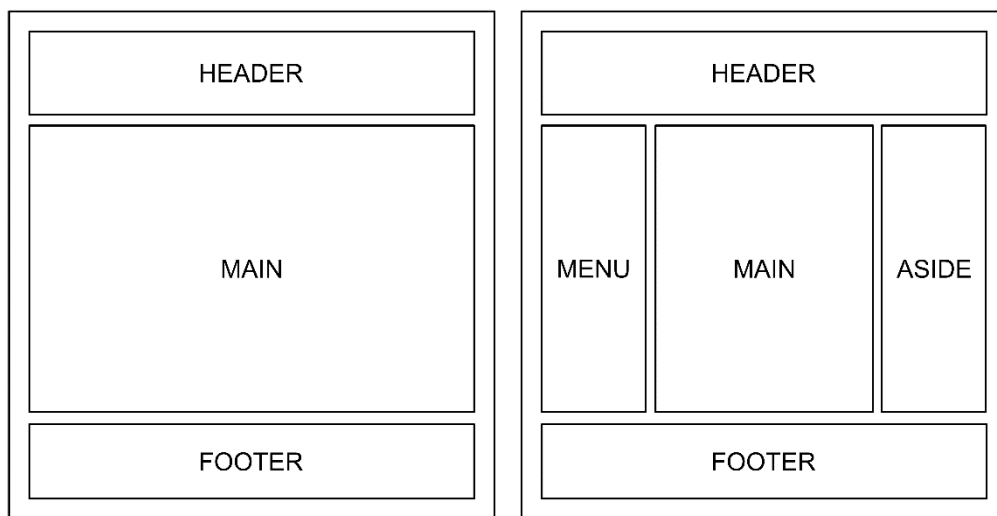 HEADER
MAIN
FOOTER
HEADER
MENU
MAIN
ASIDE
FOOTER